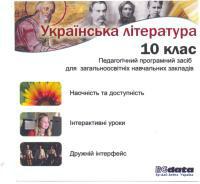 Українська література
10 клас
Педагогічний програмний засіб
для загальноосвітніх навчальних закладів
Наочність та доступність
Інтерактивні уроки
Дружній інтерфейс
data